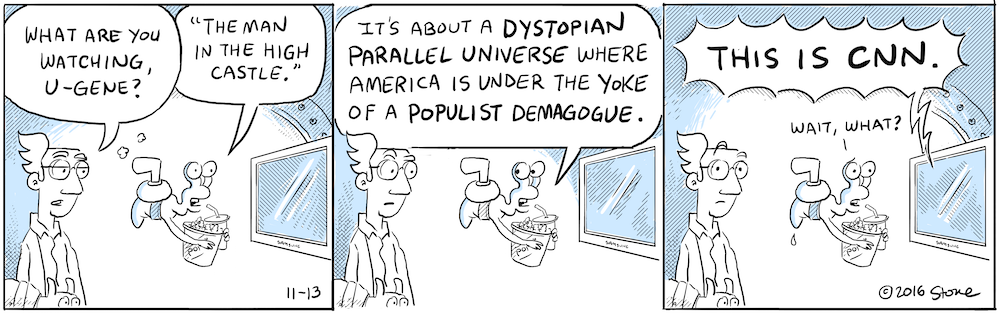 WHAT ARE YOU
WATCHING,
U-GENE?
"THE MAN
IN THE HIGH
CASTLE."
11-13
IT'S ABOUT A DYSTOPIAN
PARALLEL UNIVERSE WHERE
AMERICA IS UNDER THE YOKE
OF A POPULIST DEMAGOGUE.
THIS IS CNN.
WAIT, WHAT?
©2016 Stone